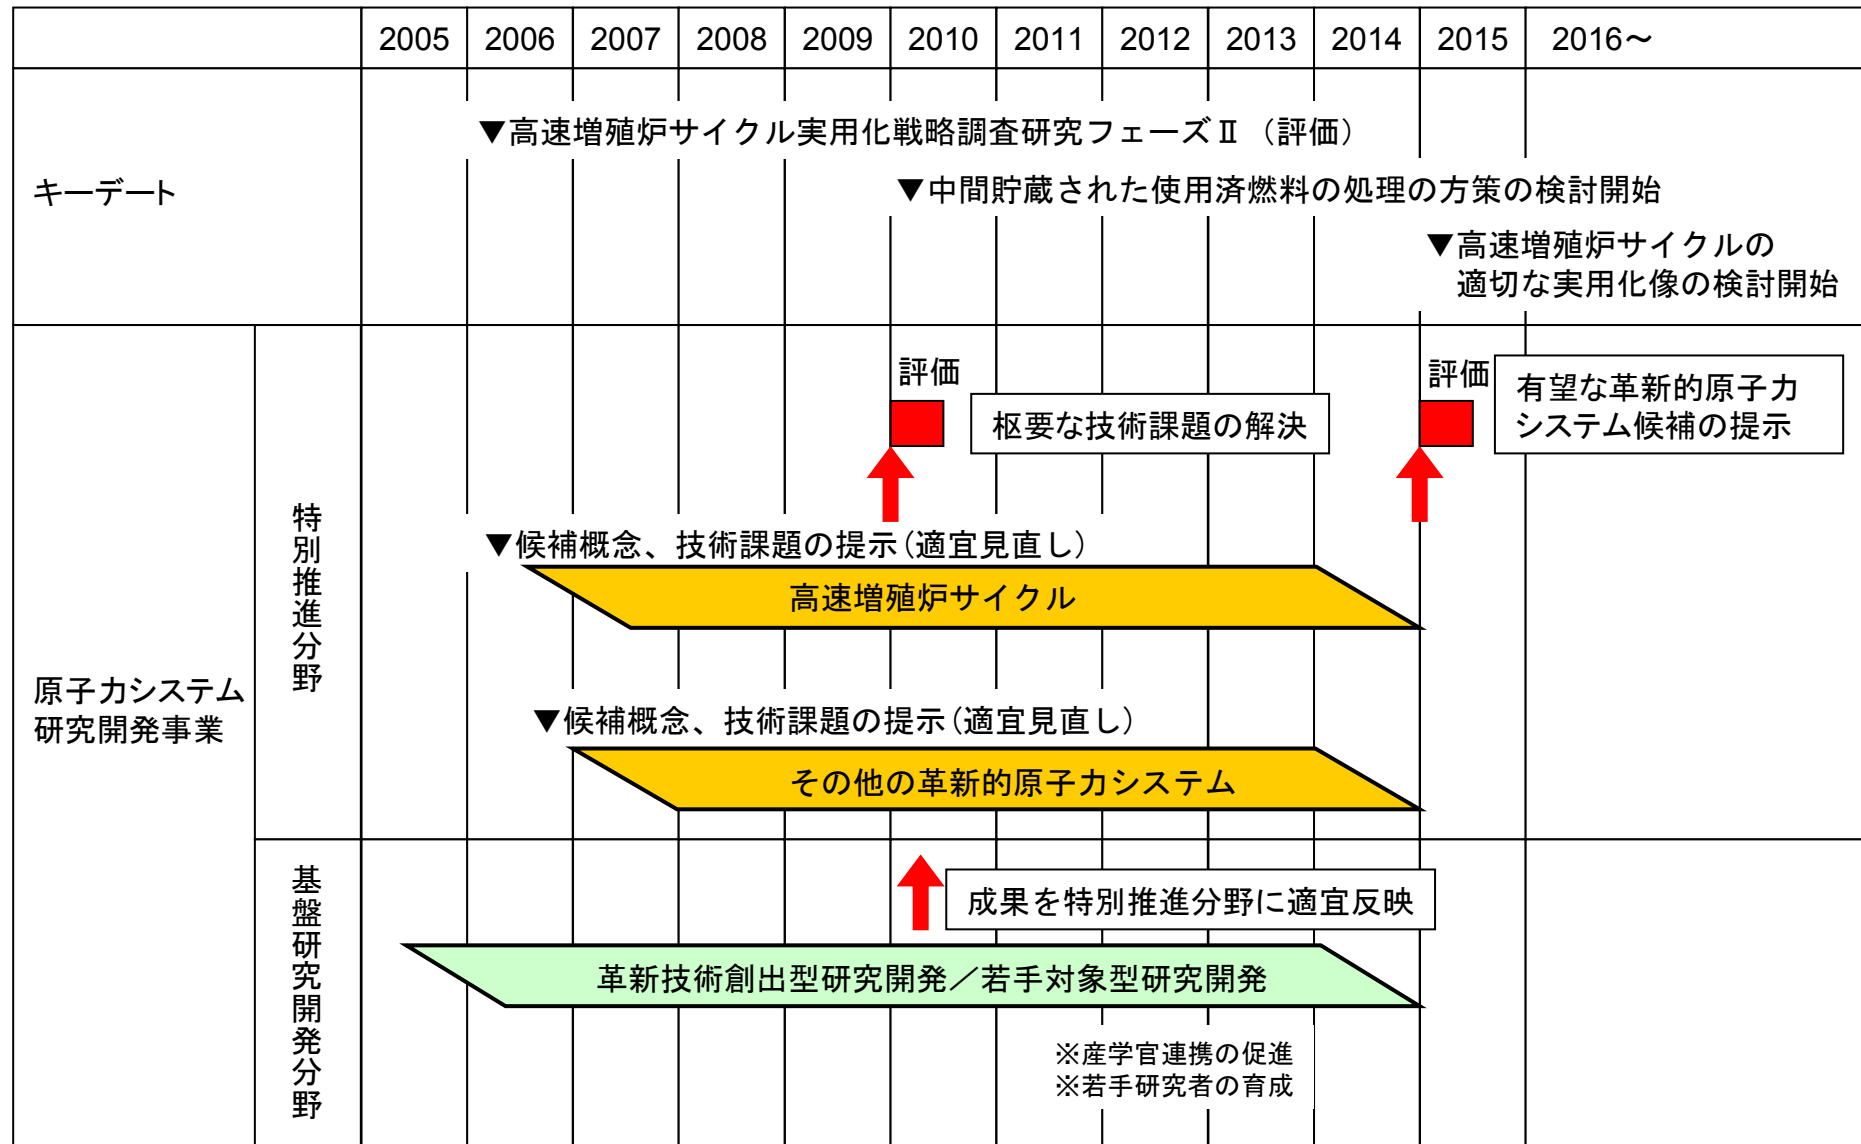 2005 2006 2007 2008 2009 2010 2011 2012 2013 2014 2015 2016～
キーデート
▼高速増殖炉サイクル実用化戦略調査研究フェーズⅡ（評価）
▼中間貯蔵された使用済燃料の処理の方策の検討開始
▼高速増殖炉サイクルの
適切な実用化像の検討開始
原子力システム
研究開発事業
特別推進分野
評価
枢要な技術課題の解決
評価
有望な革新的原子力
システム候補の提示
▼候補概念、技術課題の提示(適宜見直し)
高速増殖炉サイクル
▼候補概念、技術課題の提示(適宜見直し)
その他の革新的原子力システム
基盤研究開発分野
成果を特別推進分野に適宜反映
革新技術創出型研究開発／若手対象型研究開発
※産学官連携の促進
※若手研究者の育成